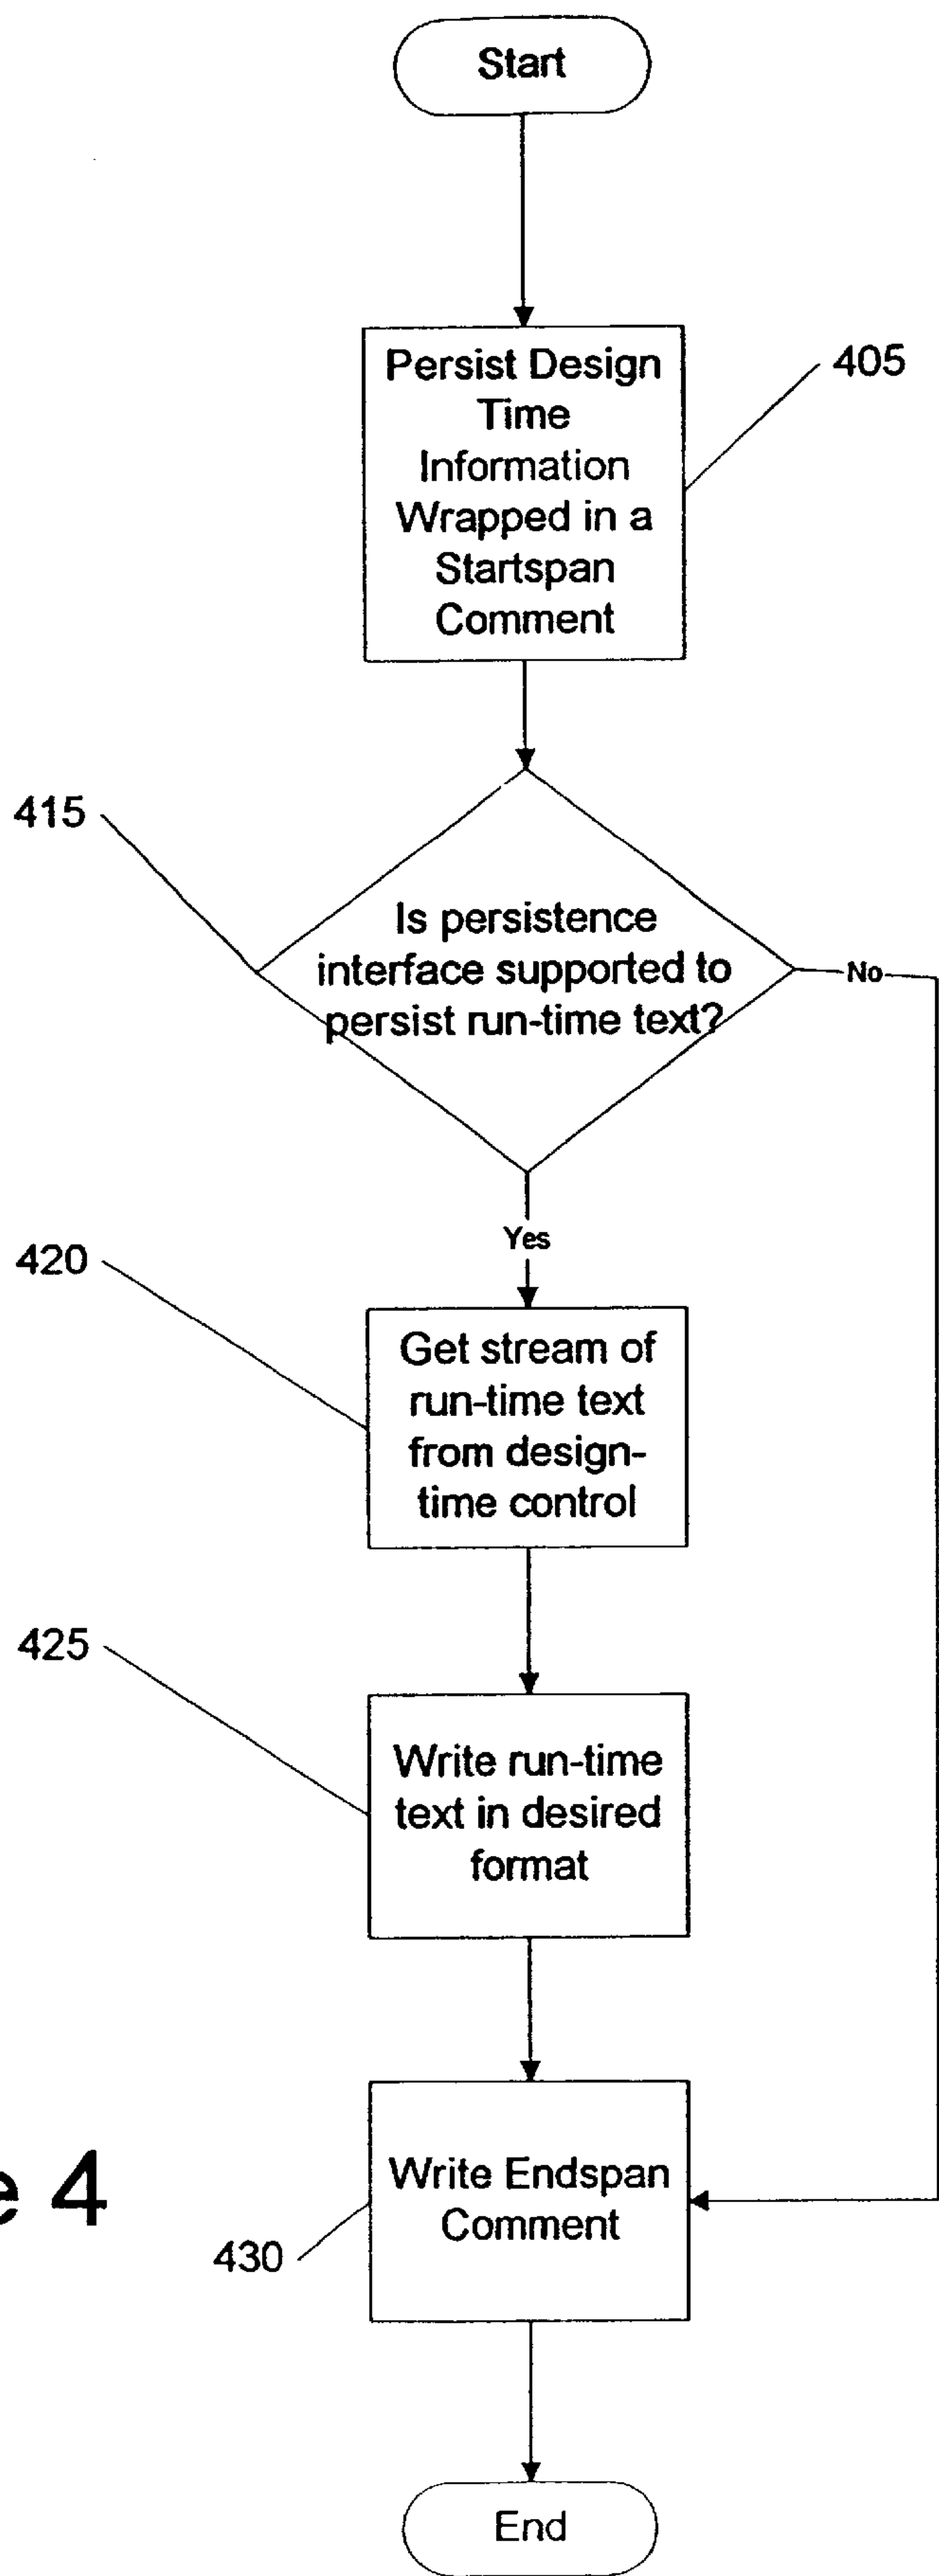 Start
Persist Design
Time
Information
Wrapped in a
Startspan
Comment
405
415
Is persistence
interface supported to
persist run-time text?
No
Yes
420
Get stream of
run-time text
from design-
time control
425
Write run-time
text in desired
format
Write Endspan
Comment
e 4
430
End